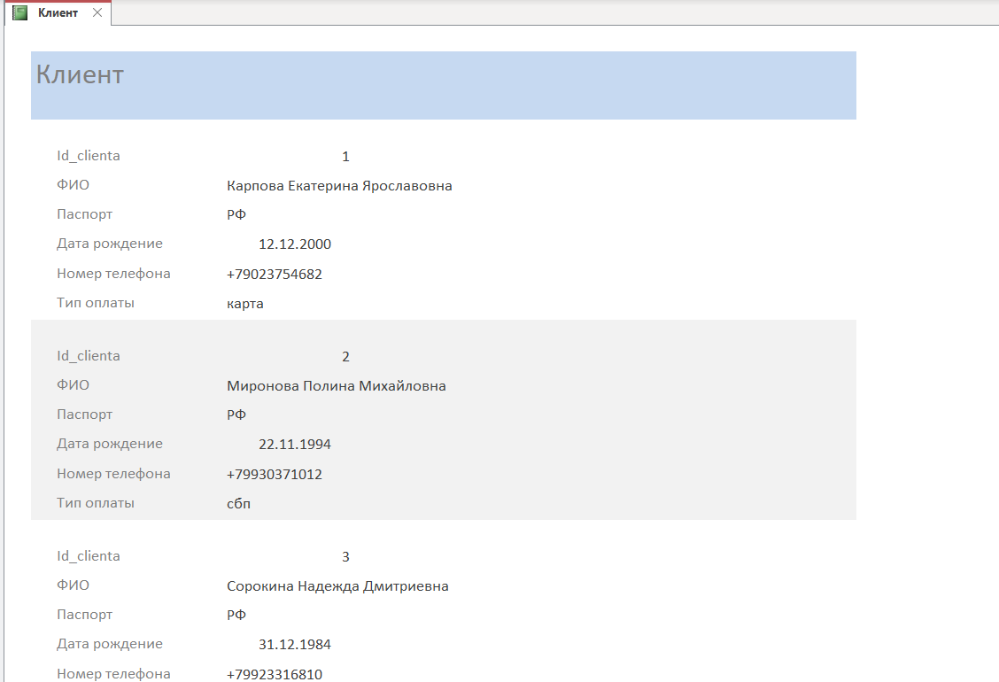 Клиент
Клиент
Id_clienta 1
ФИО Карпова Екатерина Ярославовна
Паспорт РФ
Дата рождение 12.12.2000
Номер телефона +79023754682
Тип оплаты карта
Id_clienta 2
ФИО Миронова Полина Михайловна
Паспорт РФ
Дата рождение 22.11.1994
Номер телефона +79930371012
Тип оплаты сбп
Id_clienta 3
ФИО Сорокина Надежда Дмитриевна
Паспорт РФ
Дата рождение 31.12.1984
Номер телефона +79923316810